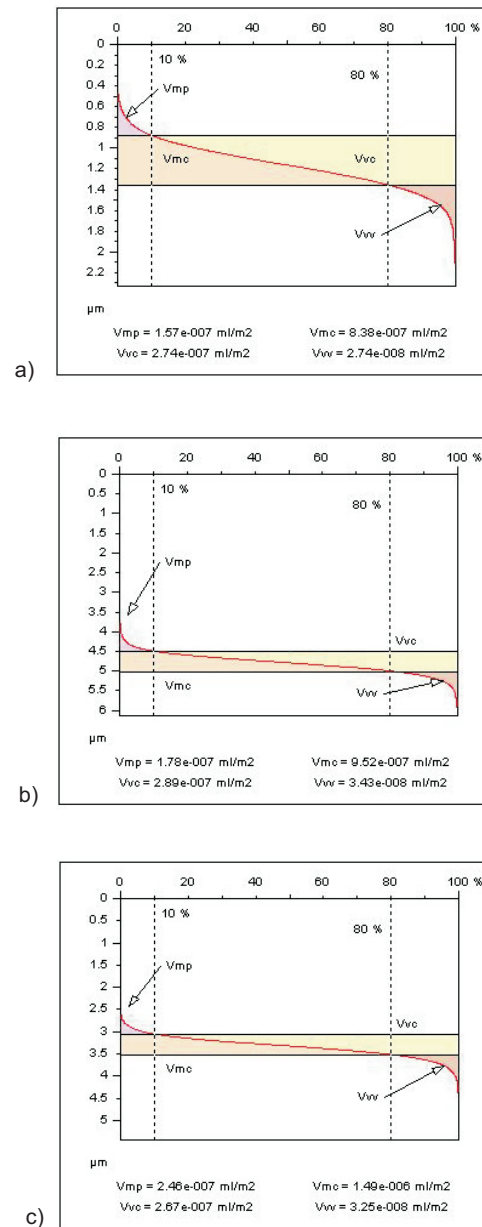 0 20 40 60 80 100 %
0
0.2
0.4
0.6
0.8
1
1.2
1.4
1.6
1.8
2
2.2
µm
10 %
80 %
Vmp
Vmc
Vvc
Vvv
Vmp = 1.57e-007 ml/m2 Vmc = 8.38e-007 ml/m2
Vvc = 2.74e-007 ml/m2 Vvv = 2.74e-008 ml/m2
a)
0 20 40 60 80 100 %
0
0.5
1
1.5
2
2.5
3
3.5
4
4.5
5
5.5
6
µm
10 %
80 %
Vmp
Vvc
Vmc
Vvv
Vmp = 1.78e-007 ml/m2 Vmc = 9.52e-007 ml/m2
Vvc = 2.89e-007 ml/m2 Vvv = 3.43e-008 ml/m2
b)
0 20 40 60 80 100 %
0
0.5
1
1.5
2
2.5
3
3.5
4
4.5
5
µm
10 %
80 %
Vmp
Vvc
Vmc
Vvv
Vmp = 2.46e-007 ml/m2 Vmc = 1.49e-006 ml/m2
Vvc = 2.67e-007 ml/m2 Vvv = 3.25e-008 ml/m2
c)